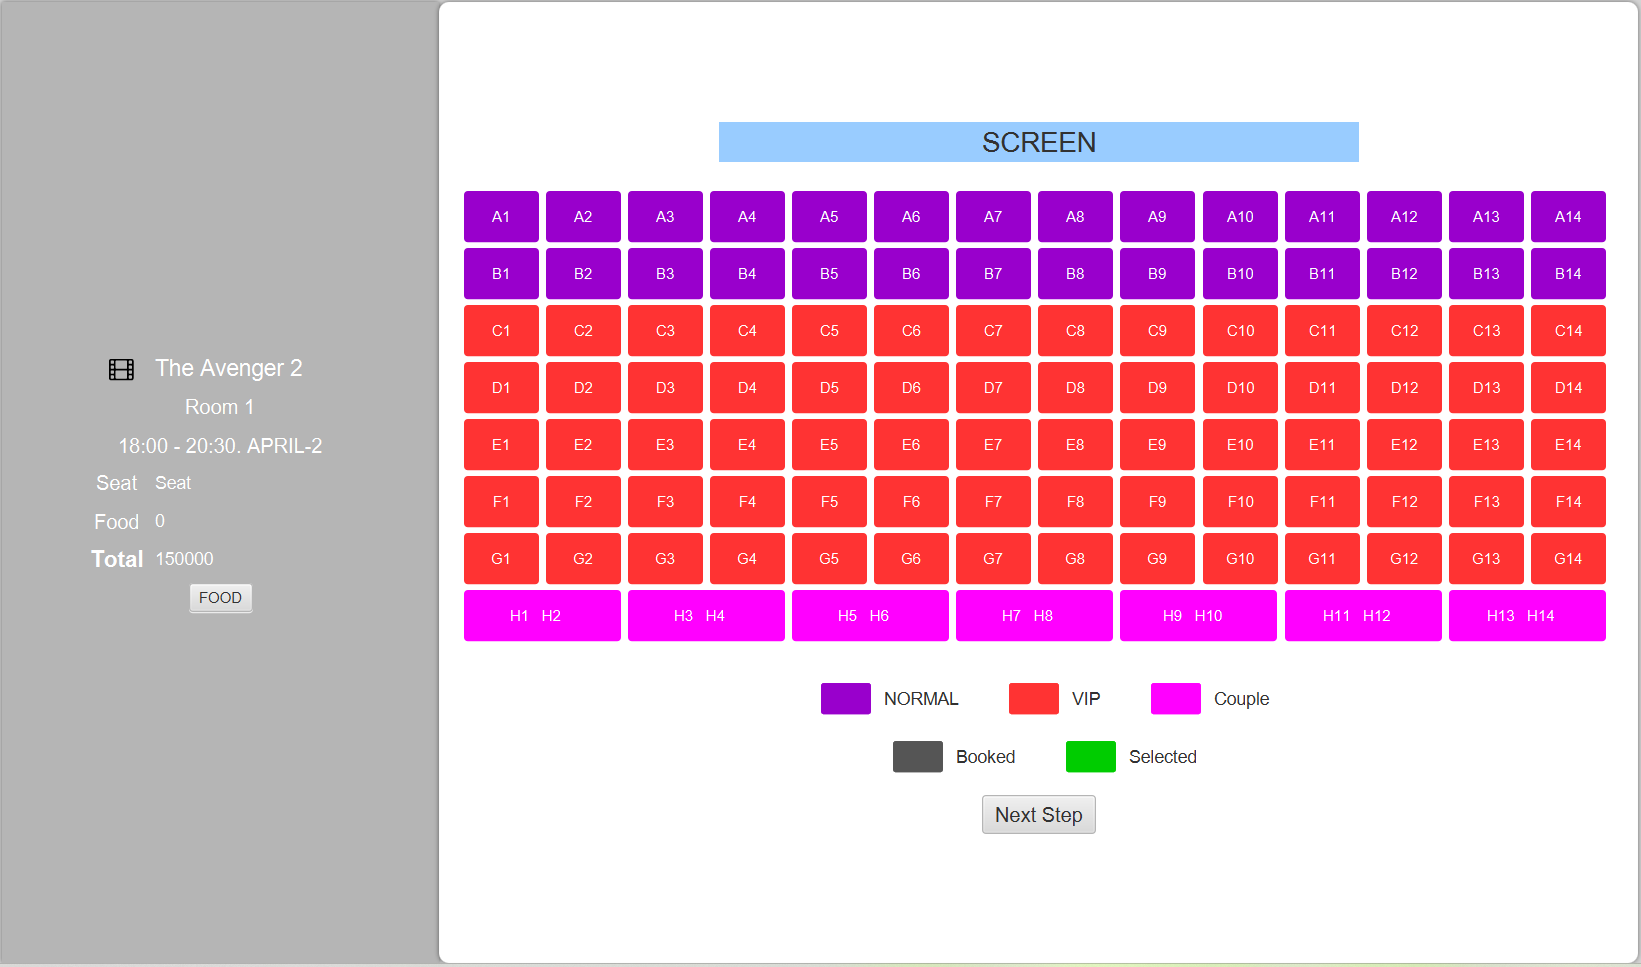 The Avenger 2
Room 1
18:00 - 20:30. APRIL-2
Seat Seat
Food 0
Total 150000
FOOD
SCREEN
A1 A2 A3 A4 A5 A6 A7 A8 A9 A10 A11 A12 A13 A14
B1 B2 B3 B4 B5 B6 B7 B8 B9 B10 B11 B12 B13 B14
C1 C2 C3 C4 C5 C6 C7 C8 C9 C10 C11 C12 C13 C14
D1 D2 D3 D4 D5 D6 D7 D8 D9 D10 D11 D12 D13 D14
E1 E2 E3 E4 E5 E6 E7 E8 E9 E10 E11 E12 E13 E14
F1 F2 F3 F4 F5 F6 F7 F8 F9 F10 F11 F12 F13 F14
G1 G2 G3 G4 G5 G6 G7 G8 G9 G10 G11 G12 G13 G14
H1 H2 H3 H4 H5 H6 H7 H8 H9 H10 H11 H12 H13 H14
NORMAL VIP Couple
Booked Selected
Next Step